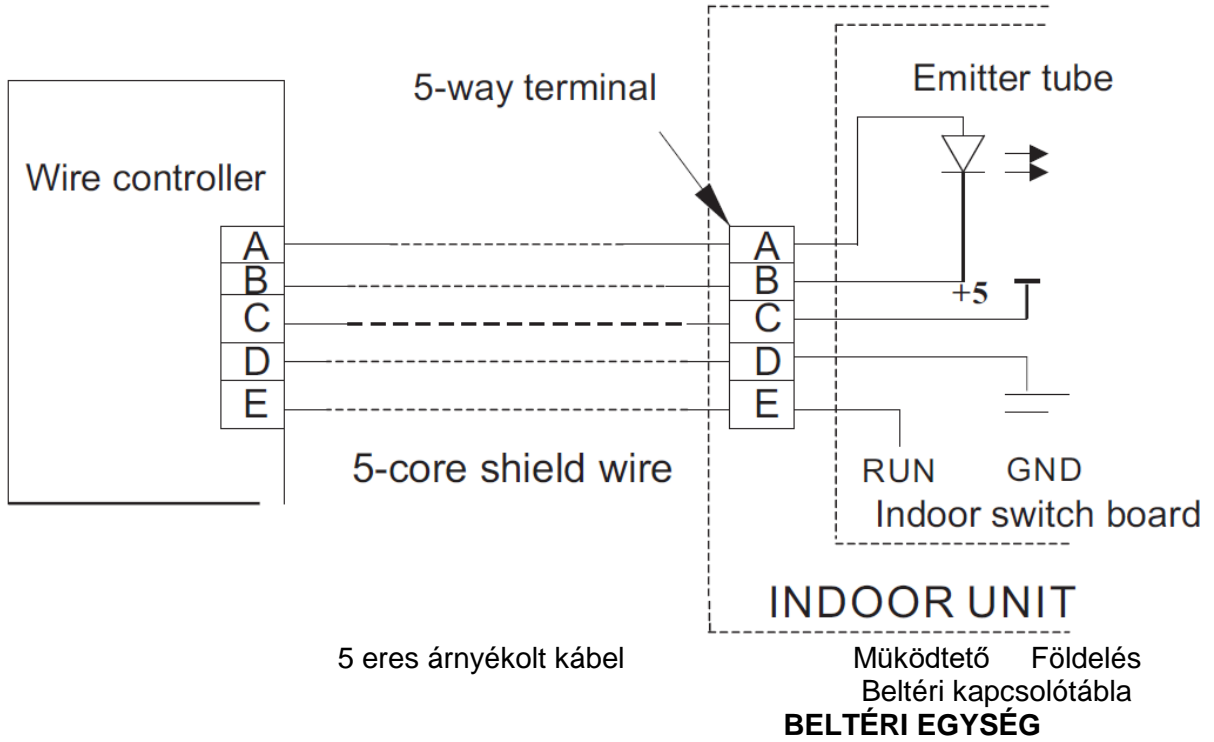 5-way terminal
Emitter tube
Wire controller
A
B
C
D
E
A
B
C
D
E
+5
5-core shield wire
RUN
GND
Indoor switch board
INDOOR UNIT
5 eres árnyékolt kábel
Müködtető Földelés
Beltéri kapcsolótábla
BELTÉRI EGYSÉG